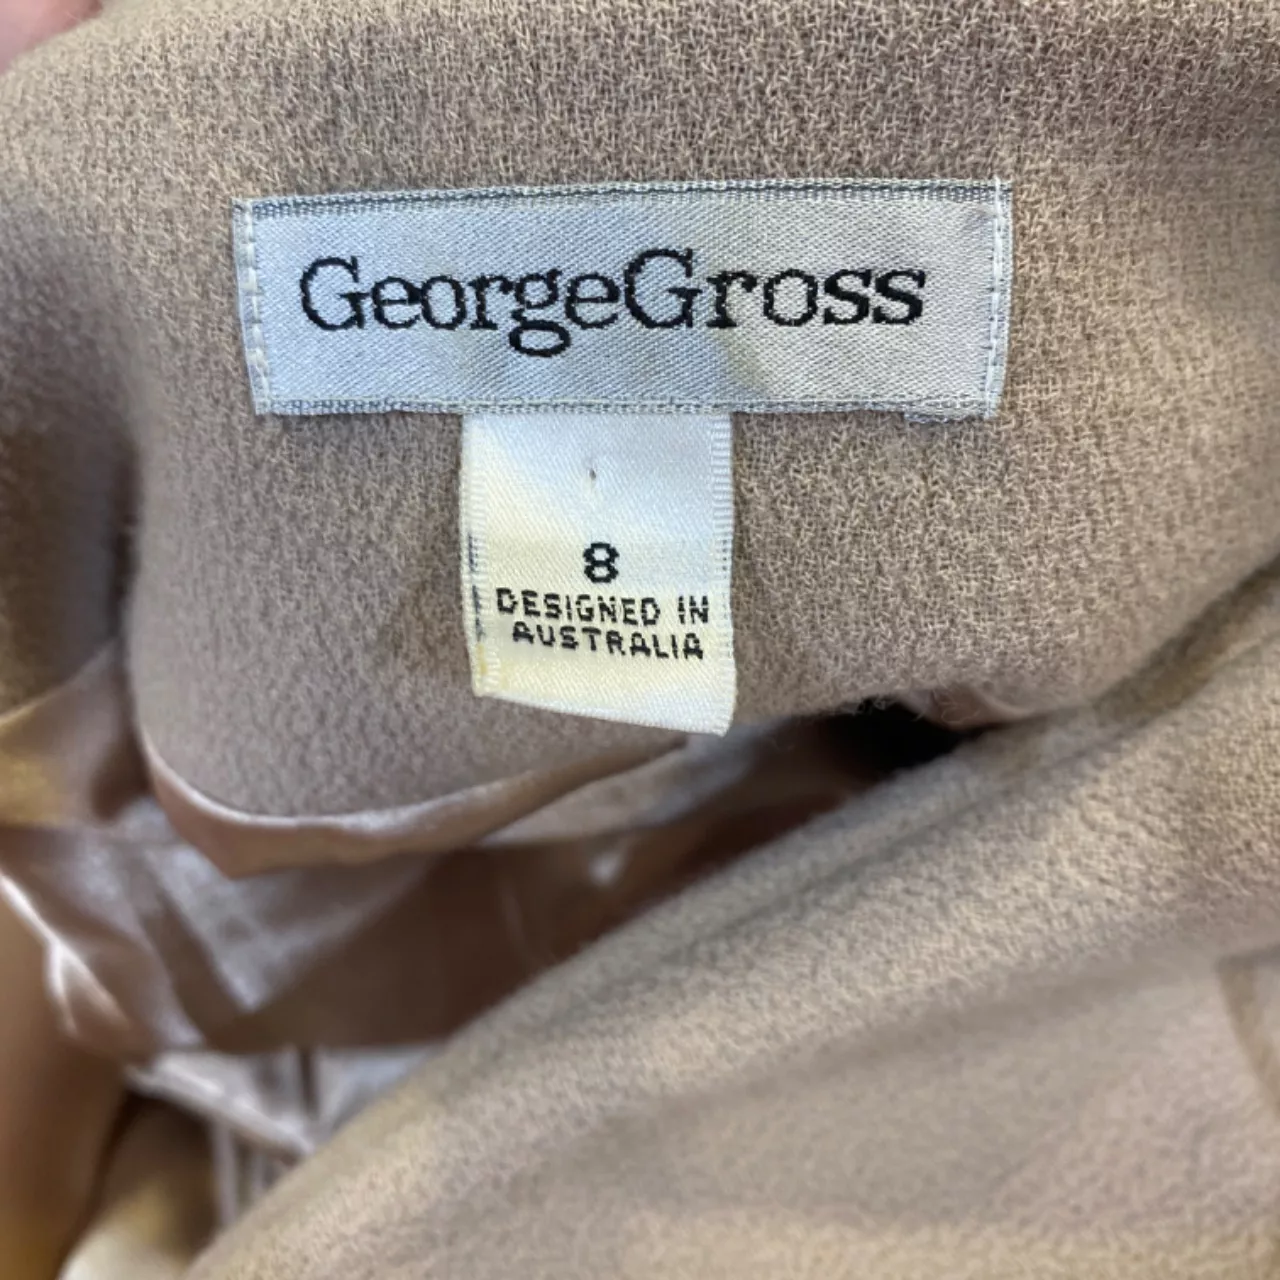 GeorgeGross
8
DESIGNED IN
AUSTRALIA